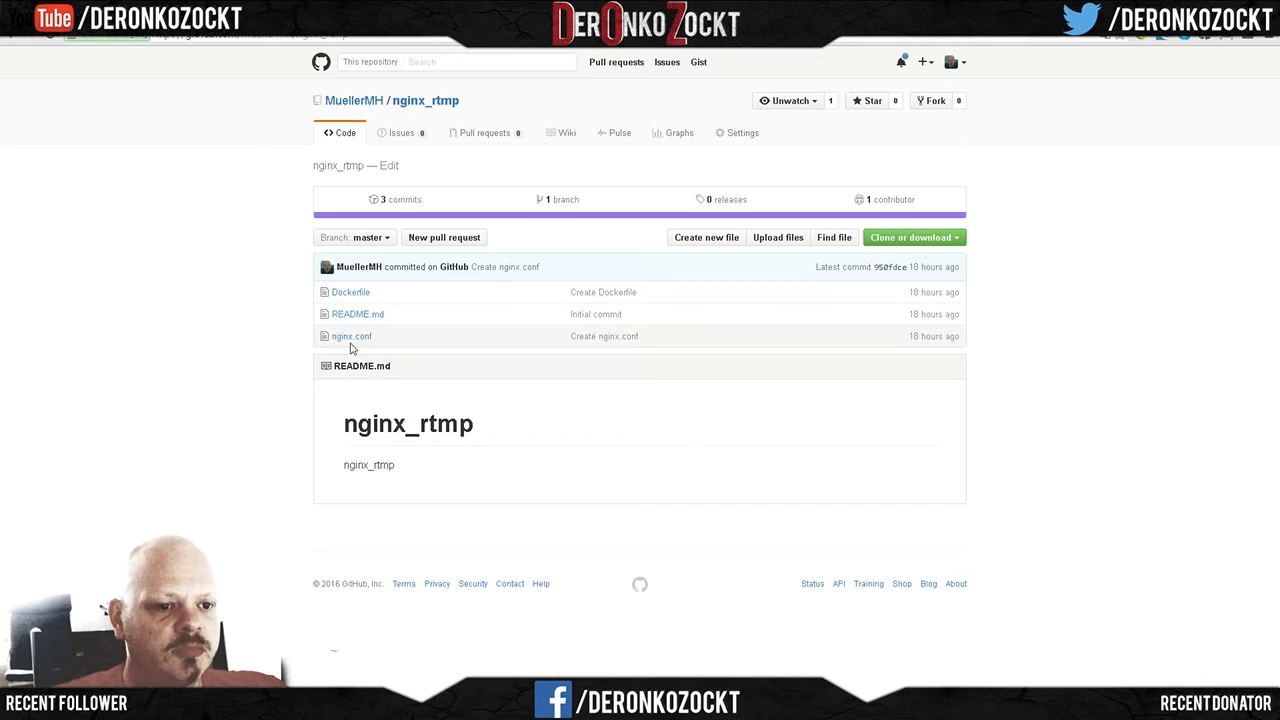 You Tube /DERONKOZOCKT
DERONKOZOCKT
/DERONKOZOCKT
This repository Search
Pull requests Issues Gist
MuellerMH / nginx_rtmp
Unwatch 1 Star 0 Fork 0
Code Issues 0 Pull requests 0 Wiki Pulse Graphs Settings
nginx_rtmp — Edit
3 commits 1 branch 0 releases 1 contributor
Branch: master New pull request Create new file Upload files Find file Clone or download
MuellerMH committed on GitHub Create nginx.conf Latest commit 950fdce 18 hours ago
Dockerfile Create Dockerfile 18 hours ago
README.md Initial commit 18 hours ago
nginx.conf Create nginx.conf 18 hours ago
README.md
nginx_rtmp
nginx_rtmp
© 2016 GitHub, Inc. Terms Privacy Security Contact Help Status API Training Shop Blog About
RECENT FOLLOWER
f /DERONKOZOCKT
RECENT DONATOR